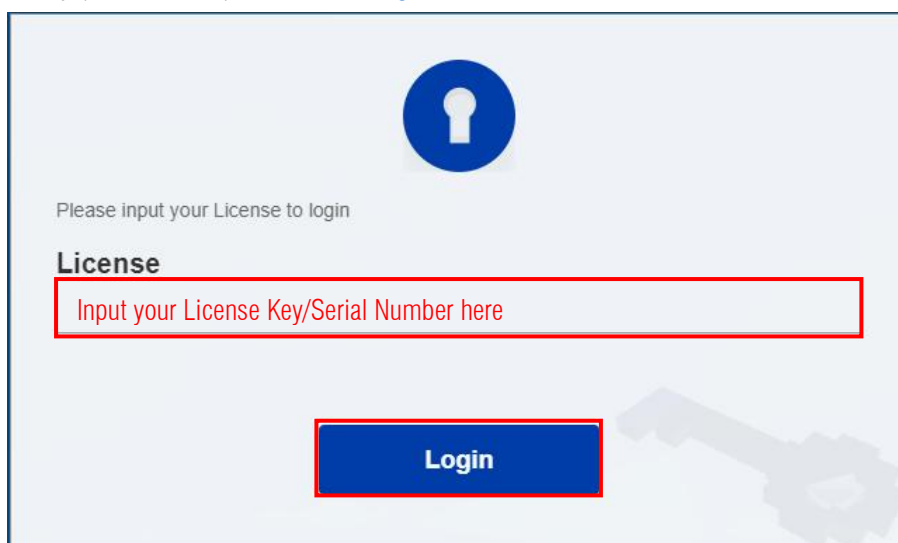 Please input your License to login
License
Input your License Key/Serial Number here
Login